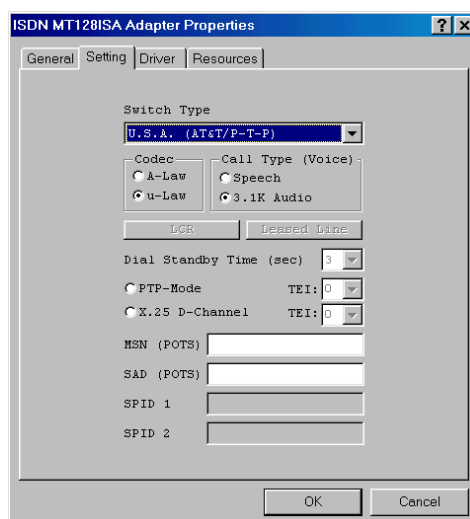 ISDN MT128ISA Adapter Properties
General Setting Driver Resources
Switch Type
U.S.A. (AT&T/P-T-P)
Codec Call Type (Voice)
A-Law Speech
u-Law 3.1K Audio
LCR Leased Line
Dial Standby Time (sec) 3
PTP-Mode TEI: 0
X.25 D-Channel TEI: 0
MSN (POTS)
SAD (POTS)
SPID 1
SPID 2
OK Cancel